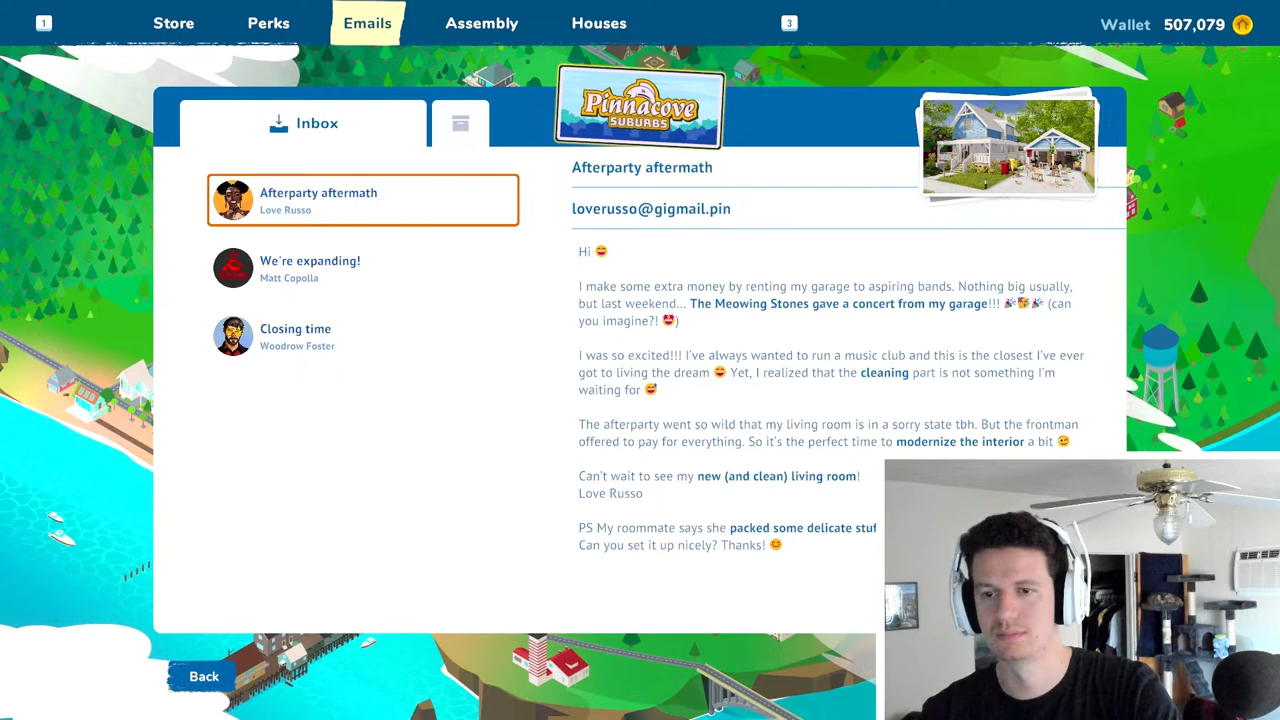 1 Store Perks Emails Assembly Houses 3 Wallet 507,079
Inbox
Pinnacove
SUBURBS
Afterparty aftermath
Love Russo
We're expanding!
Matt Copolla
Closing time
Woodrow Foster
Afterparty aftermath
loverusso@gigmail.pin
Hi 😄
I make some extra money by renting my garage to aspiring bands. Nothing big usually,
but last weekend... The Meowing Stones gave a concert from my garage!!! 🎉🥳🎉 (can
you imagine?! 🤩)
I was so excited!!! I've always wanted to run a music club and this is the closest I've ever
got to living the dream 😄 Yet, I realized that the cleaning part is not something I'm
waiting for 😅
The afterparty went so wild that my living room is in a sorry state tbh. But the frontman
offered to pay for everything. So it's the perfect time to modernize the interior a bit 😉
Can't wait to see my new (and clean) living room!
Love Russo
PS My roommate says she packed some delicate stuf
Can you set it up nicely? Thanks! 😊
Back